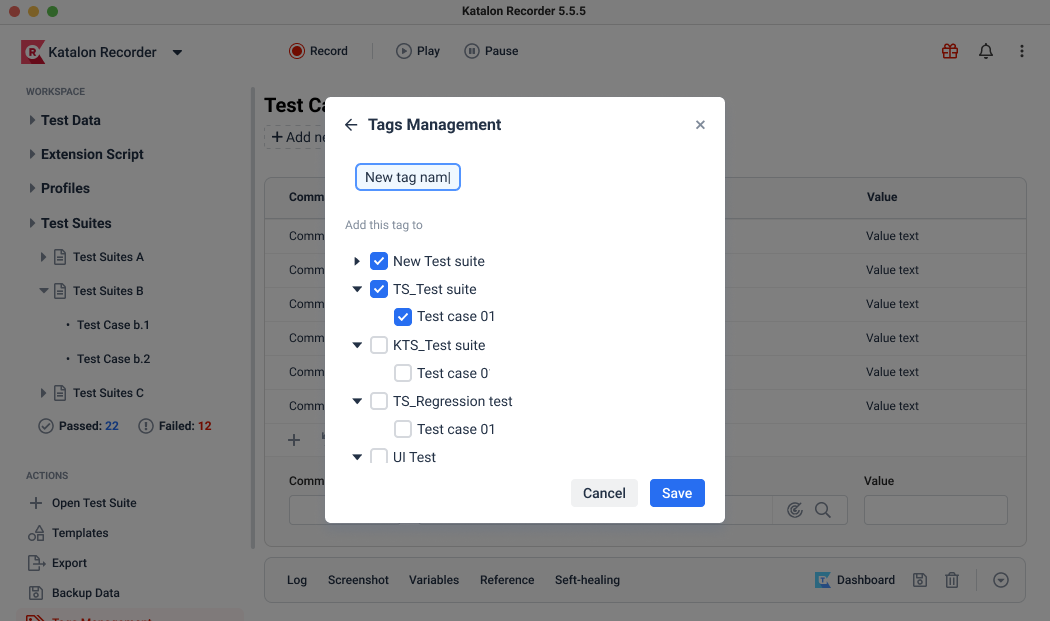 Katalon Recorder 5.5.5
Katalon Recorder
Record
Play
Pause
WORKSPACE
Test Data
Extension Script
Profiles
Test Suites
Test Suites A
Test Suites B
Test Case b.1
Test Case b.2
Test Suites C
Passed: 22
Failed: 12
ACTIONS
Open Test Suite
Templates
Export
Backup Data
Tags Management
Test Ca
Add ne
Comm
Value
Comm
Value text
Comm
Value text
Comm
Value text
Comm
Value text
Comm
Value text
Comm
Value text
Comm
Value
Tags Management
New tag nam
Add this tag to
New Test suite
TS_Test suite
Test case 01
KTS_Test suite
Test case 0
TS_Regression test
Test case 01
UI Test
Cancel
Save
Log
Screenshot
Variables
Reference
Seft-healing
Dashboard